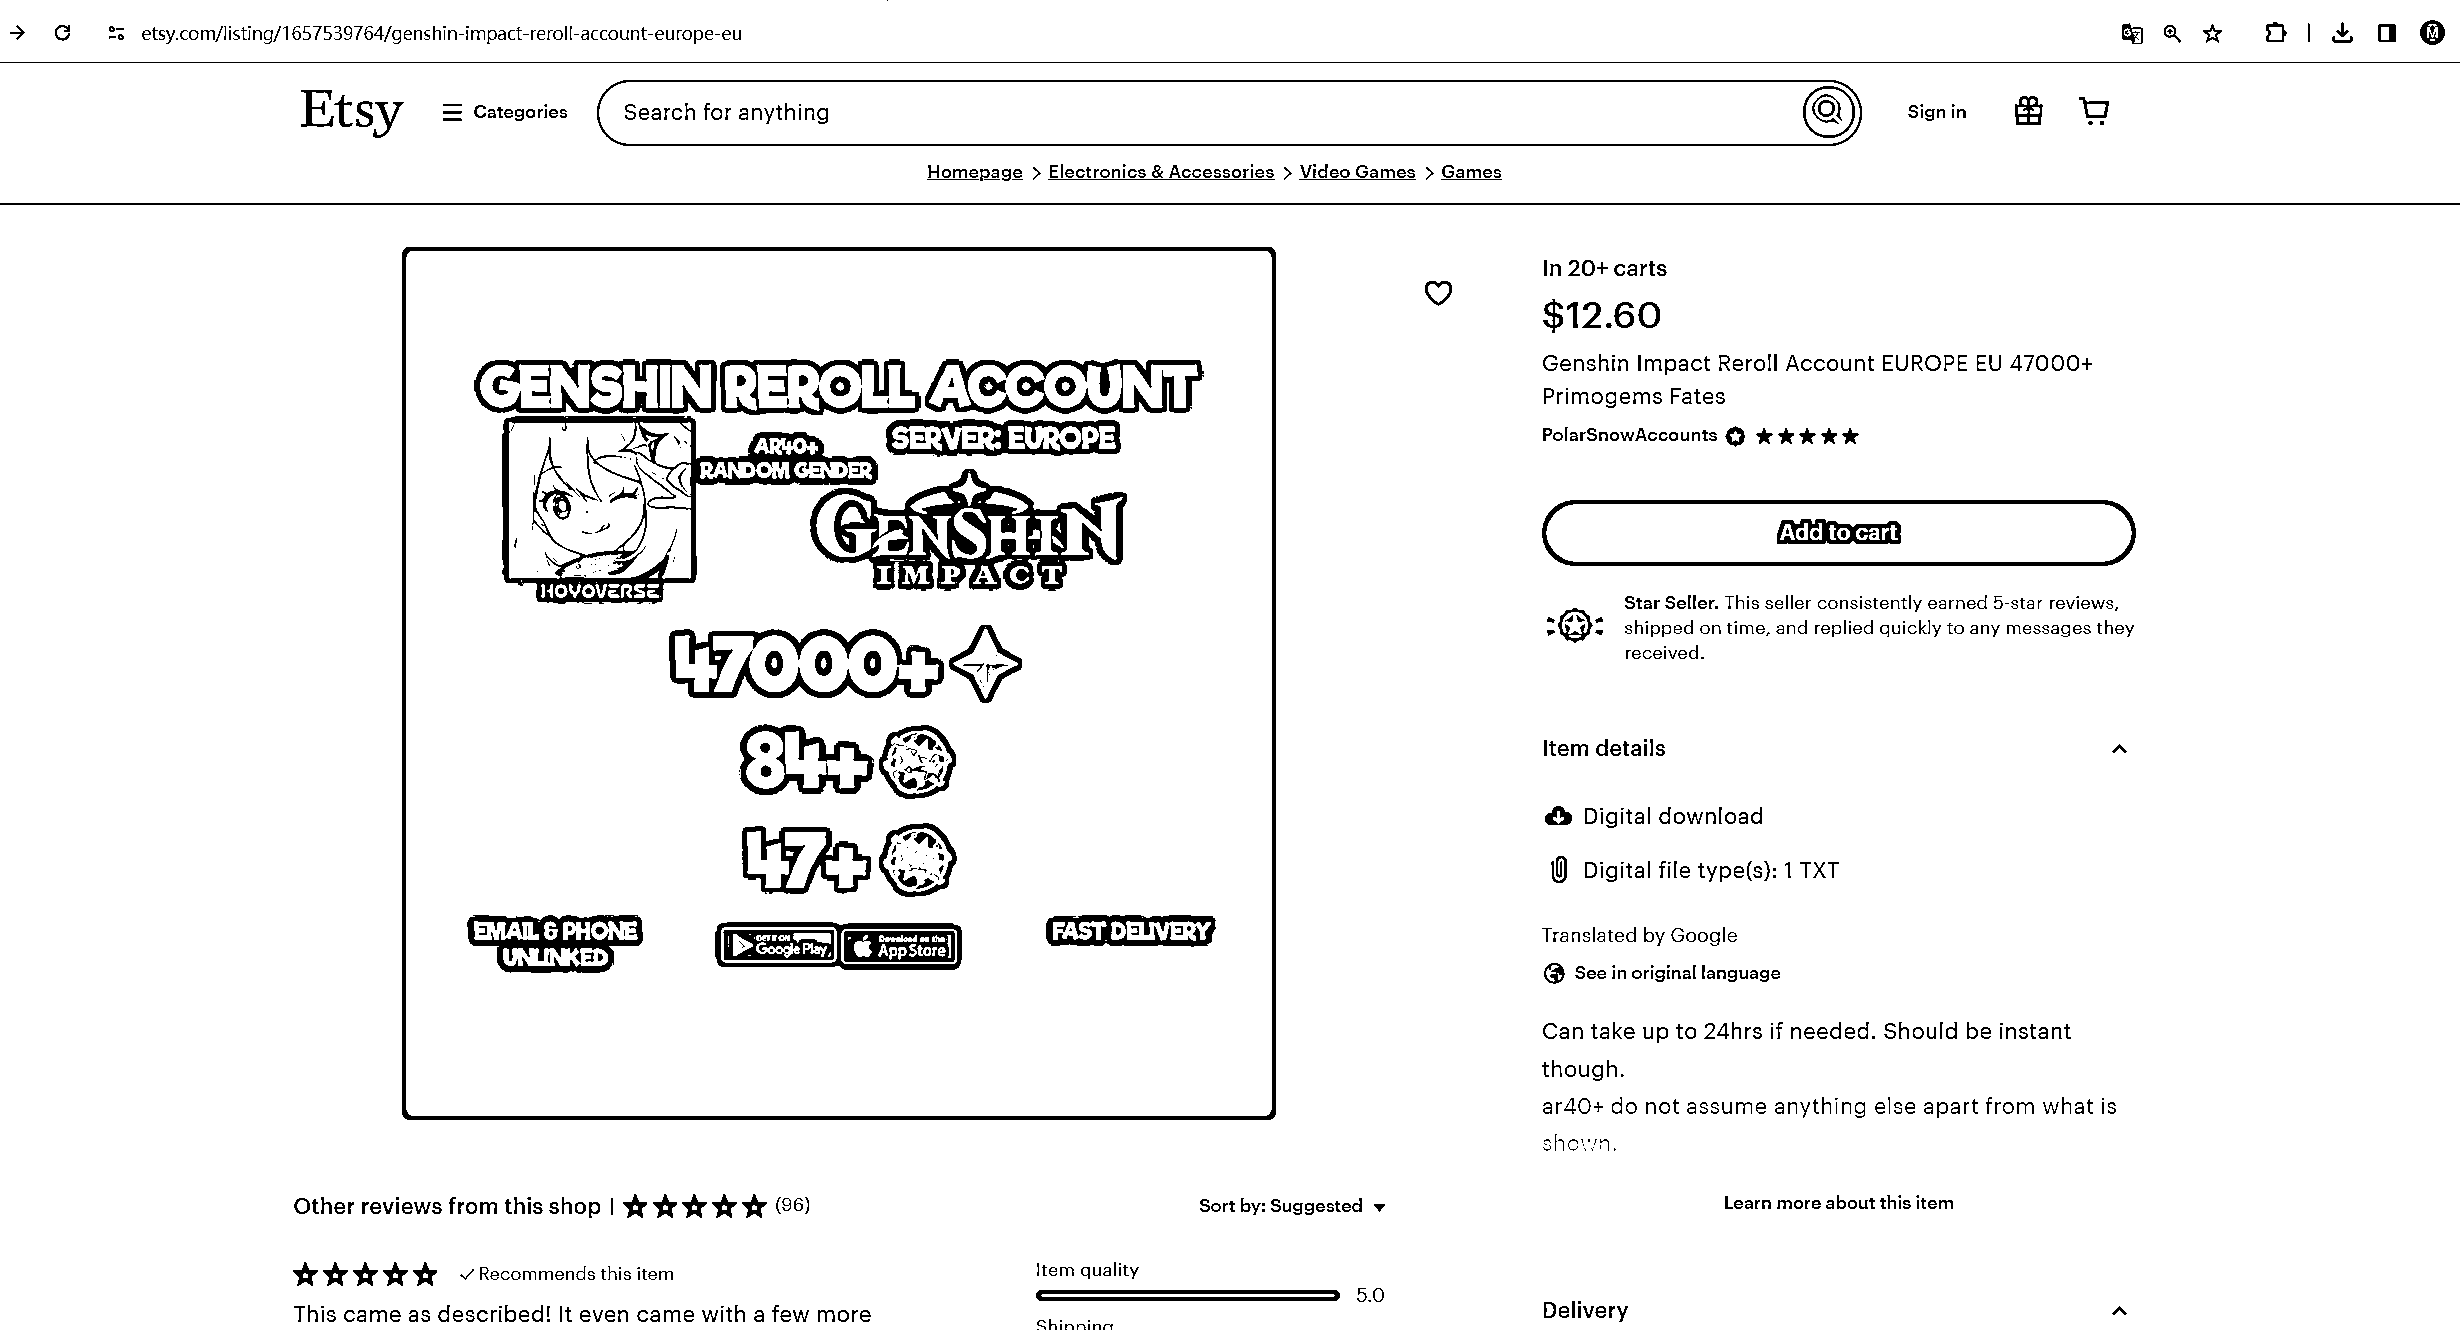 etsy.com/listing/1657539764/genshin-impact-reroll-account-europe-eu
Etsy
Categories
Search for anything
Sign in
Homepage > Electronics & Accessories > Video Games > Games
GENSHIN REROLL ACCOUNT
AR40+
RANDOM GENDER
SERVER: EUROPE
GENSHIN
IMPACT
HOYOVERSE
47000+
84+
47+
EMAIL & PHONE
UNLINKED
GET IT ON
Google Play
Download on the
App Store
FAST DELIVERY
In 20+ carts
$12.60
Genshin Impact Reroll Account EUROPE EU 47000+
Primogems Fates
PolarSnowAccounts
Add to cart
Star Seller. This seller consistently earned 5-star reviews,
shipped on time, and replied quickly to any messages they
received.
Item details
Digital download
Digital file type(s): 1 TXT
Translated by Google
See in original language
Can take up to 24hrs if needed. Should be instant
though.
ar40+ do not assume anything else apart from what is
shown.
Learn more about this item
Delivery
Other reviews from this shop | (96)
Sort by: Suggested
Recommends this item
This came as described! It even came with a few more
Item quality
5.0
Shipping